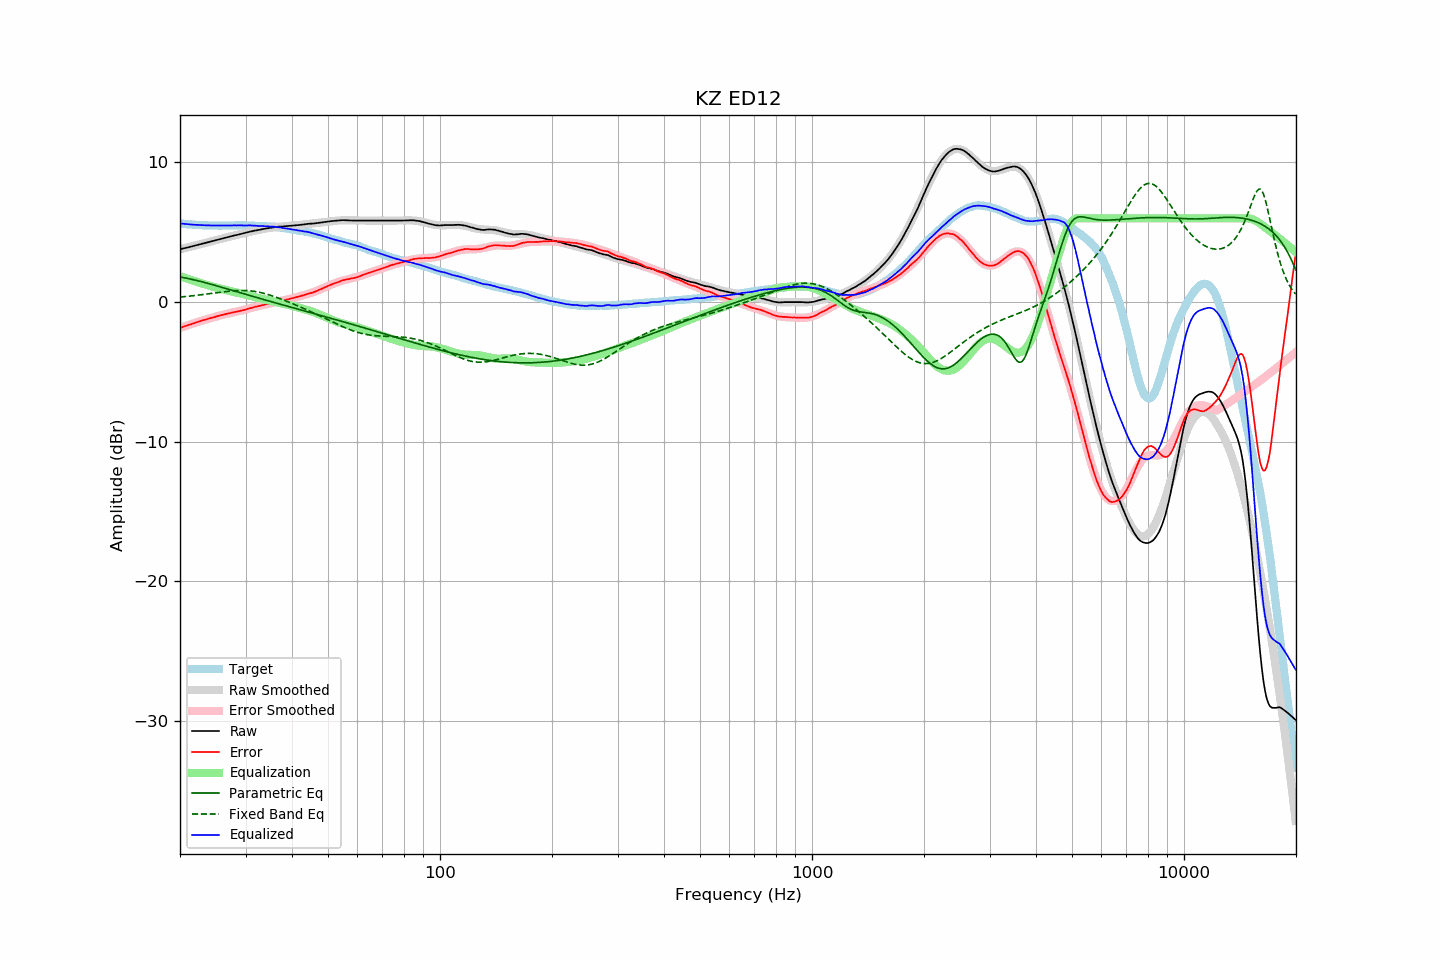 KZ ED12
Amplitude (dBr)
10
0
−10
−20
−30
Target
Raw Smoothed
Error Smoothed
Raw
Error
Equalization
Parametric Eq
Fixed Band Eq
Equalized
100
1000
10000
Frequency (Hz)